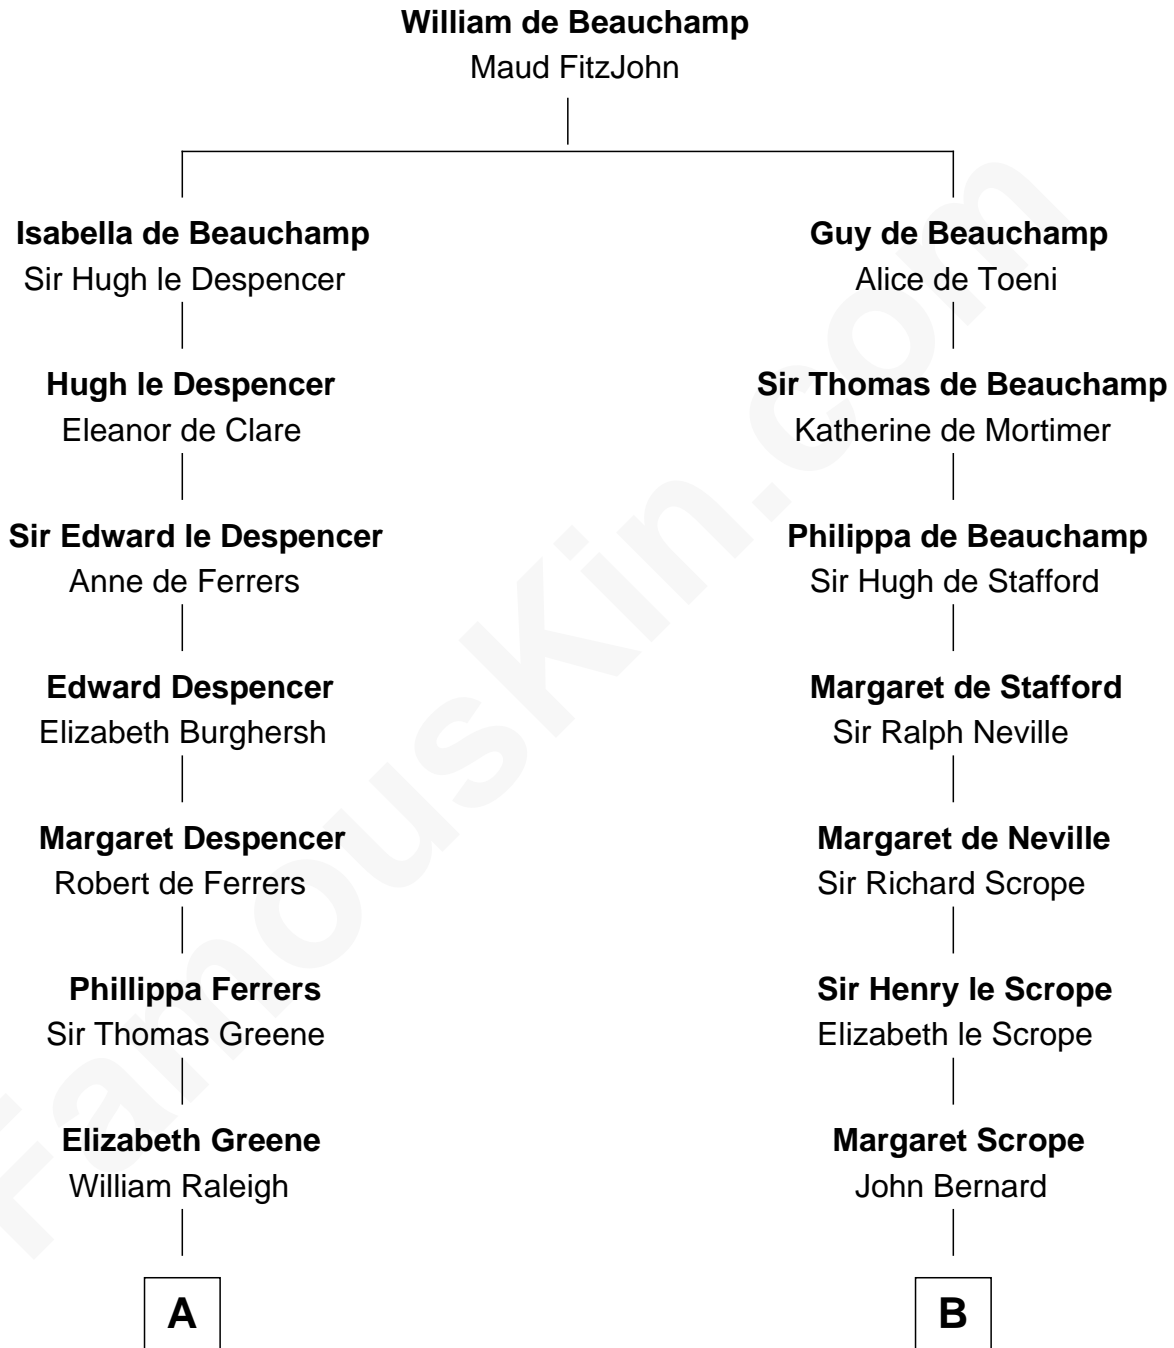 William de Beauchamp
Maud FitzJohn
Isabella de Beauchamp
Sir Hugh le Despencer
Guy de Beauchamp
Alice de Toeni
Hugh le Despencer
Eleanor de Clare
Sir Thomas de Beauchamp
Katherine de Mortimer
Sir Edward le Despencer
Anne de Ferrers
Philippa de Beauchamp
Sir Hugh de Stafford
Edward Despencer
Elizabeth Burghersh
Margaret de Stafford
Sir Ralph Neville
Margaret Despencer
Robert de Ferrers
Margaret de Neville
Sir Richard Scrope
Phillippa Ferrers
Sir Thomas Greene
Sir Henry le Scrope
Elizabeth le Scrope
Elizabeth Greene
William Raleigh
Margaret Scrope
John Bernard
A
B
FamousKin.com